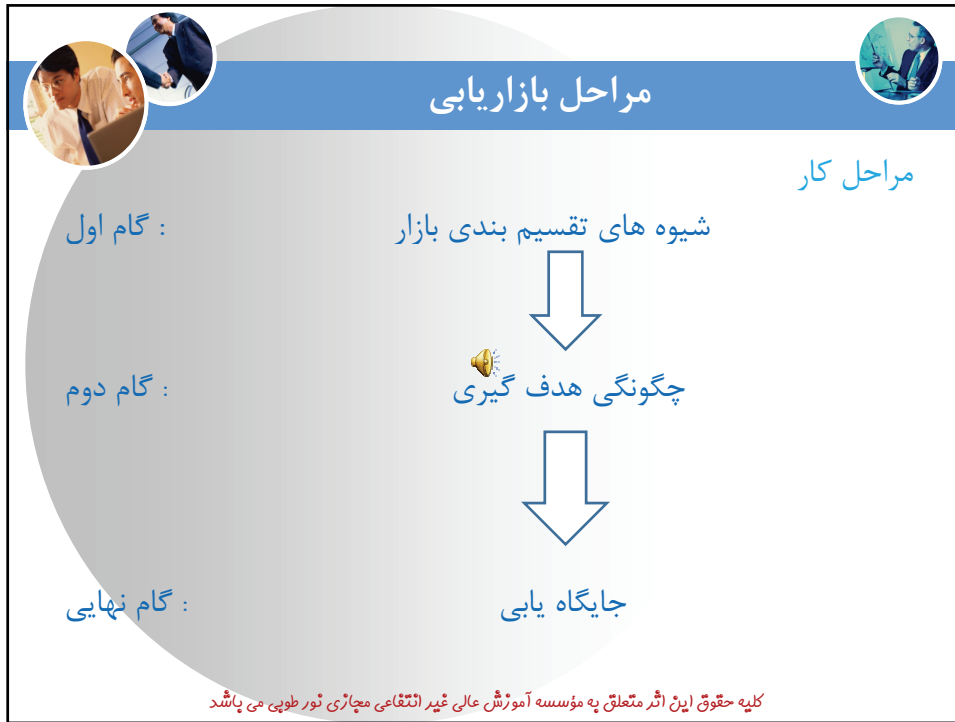 مراحل بازاریابی
مراحل کار
گام اول : شیوه های تقسیم بندی بازار
گام دوم : چگونگی هدف گیری
گام نهایی : جایگاه یابی
کلیه حقوق این اثر متعلق به مؤسسه آموزش عالی غیر انتفاعی مجازی نور طوبی می باشد